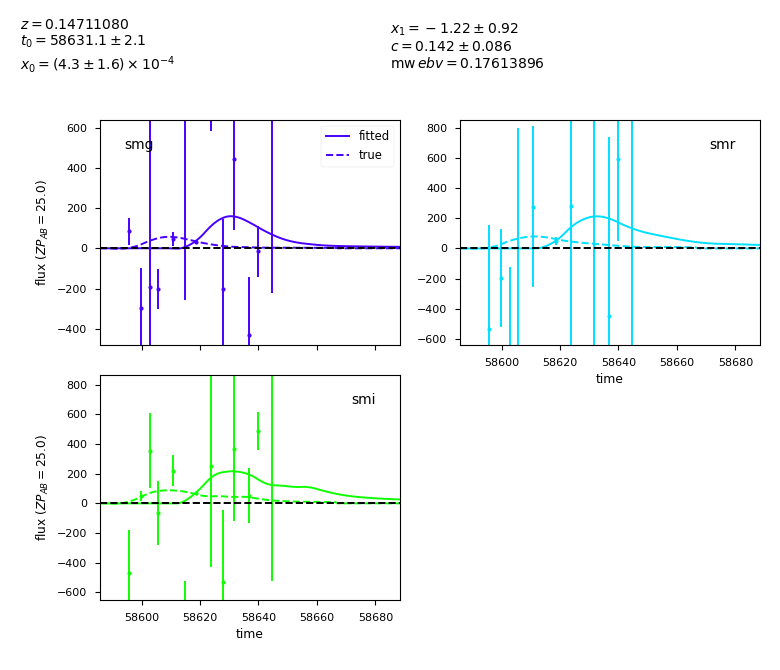 z = 0.14711080
t₀ = 58631.1 ± 2.1
x₀ = (4.3 ± 1.6) × 10⁻⁴
x₁ = −1.22 ± 0.92
c = 0.142 ± 0.086
mw ebv = 0.17613896
smg
fitted
true
600
400
200
0
−200
−400
flux (ZP_AB = 25.0)
smr
800
600
400
200
0
−200
−400
−600
58600 58620 58640 58660 58680
time
smi
800
600
400
200
0
−200
−400
−600
flux (ZP_AB = 25.0)
58600 58620 58640 58660 58680
time